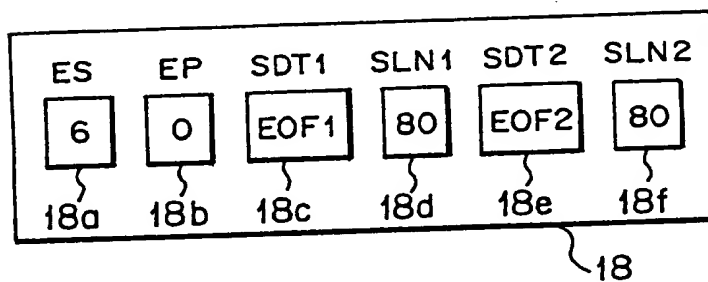 ES EP SDT1 SLN1 SDT2 SLN2
6 0 EOF1 80 EOF2 80
18a 18b 18c 18d 18e 18f
18